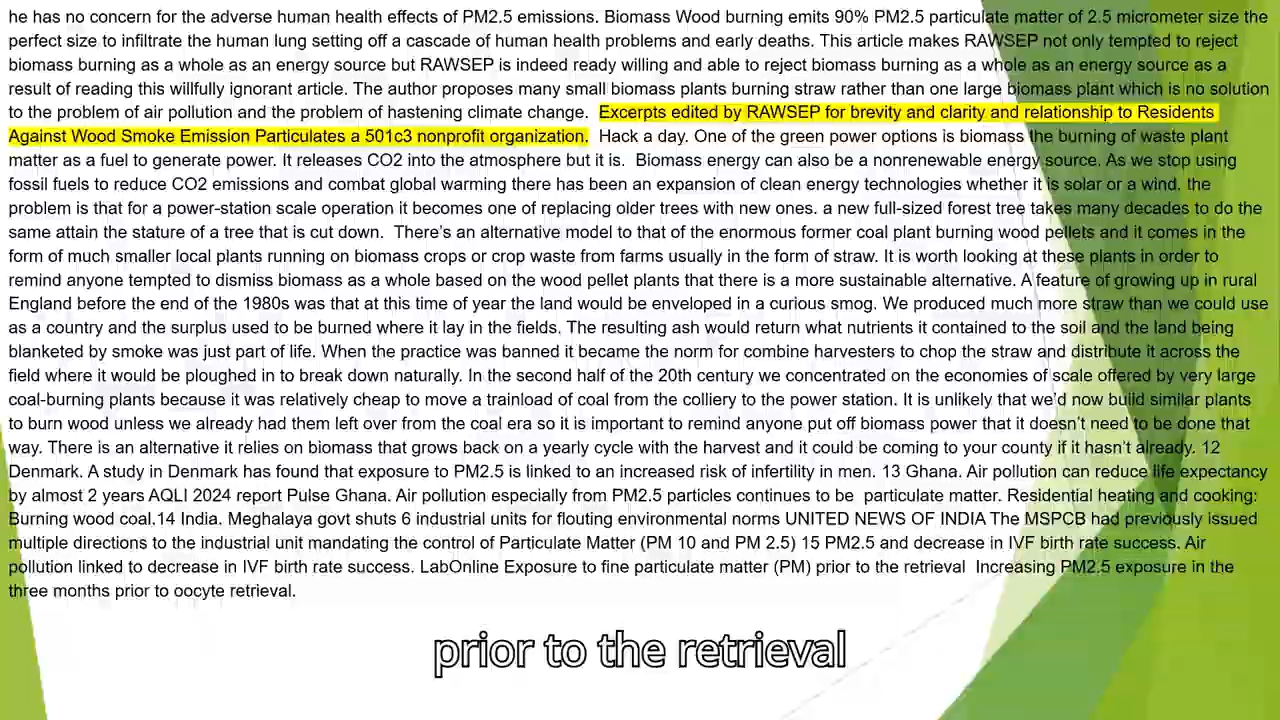 he has no concern for the adverse human health effects of PM2.5 emissions. Biomass Wood burning emits 90% PM2.5 particulate matter of 2.5 micrometer size the
perfect size to infiltrate the human lung setting off a cascade of human health problems and early deaths. This article makes RAWSEP not only tempted to reject
biomass burning as a whole as an energy source but RAWSEP is indeed ready willing and able to reject biomass burning as a whole as an energy source as a
result of reading this willfully ignorant article. The author proposes many small biomass plants burning straw rather than one large biomass plant which is no solution
to the problem of air pollution and the problem of hastening climate change.  Excerpts edited by RAWSEP for brevity and clarity and relationship to Residents
Against Wood Smoke Emission Particulates a 501c3 nonprofit organization.  Hack a day. One of the green power options is biomass the burning of waste plant
matter as a fuel to generate power. It releases CO2 into the atmosphere but it is.  Biomass energy can also be a nonrenewable energy source. As we stop using
fossil fuels to reduce CO2 emissions and combat global warming there has been an expansion of clean energy technologies whether it is solar or a wind. the
problem is that for a power-station scale operation it becomes one of replacing older trees with new ones. a new full-sized forest tree takes many decades to do the
same attain the stature of a tree that is cut down.  There's an alternative model to that of the enormous former coal plant burning wood pellets and it comes in the
form of much smaller local plants running on biomass crops or crop waste from farms usually in the form of straw. It is worth looking at these plants in order to
remind anyone tempted to dismiss biomass as a whole based on the wood pellet plants that there is a more sustainable alternative. A feature of growing up in rural
England before the end of the 1980s was that at this time of year the land would be enveloped in a curious smog. We produced much more straw than we could use
as a country and the surplus used to be burned where it lay in the fields. The resulting ash would return what nutrients it contained to the soil and the land being
blanketed by smoke was just part of life. When the practice was banned it became the norm for combine harvesters to chop the straw and distribute it across the
field where it would be ploughed in to break down naturally. In the second half of the 20th century we concentrated on the economies of scale offered by very large
coal-burning plants because it was relatively cheap to move a trainload of coal from the colliery to the power station. It is unlikely that we'd now build similar plants
to burn wood unless we already had them left over from the coal era so it is important to remind anyone put off biomass power that it doesn't need to be done that
way. There is an alternative it relies on biomass that grows back on a yearly cycle with the harvest and it could be coming to your county if it hasn't already. 12
Denmark. A study in Denmark has found that exposure to PM2.5 is linked to an increased risk of infertility in men. 13 Ghana. Air pollution can reduce life expectancy
by almost 2 years AQLI 2024 report Pulse Ghana. Air pollution especially from PM2.5 particles continues to be  particulate matter. Residential heating and cooking:
Burning wood coal.14 India. Meghalaya govt shuts 6 industrial units for flouting environmental norms UNITED NEWS OF INDIA The MSPCB had previously issued
multiple directions to the industrial unit mandating the control of Particulate Matter (PM 10 and PM 2.5) 15 PM2.5 and decrease in IVF birth rate success. Air
pollution linked to decrease in IVF birth rate success. LabOnline Exposure to fine particulate matter (PM) prior to the retrieval  Increasing PM2.5 exposure in the
three months prior to oocyte retrieval.
prior to the retrieval